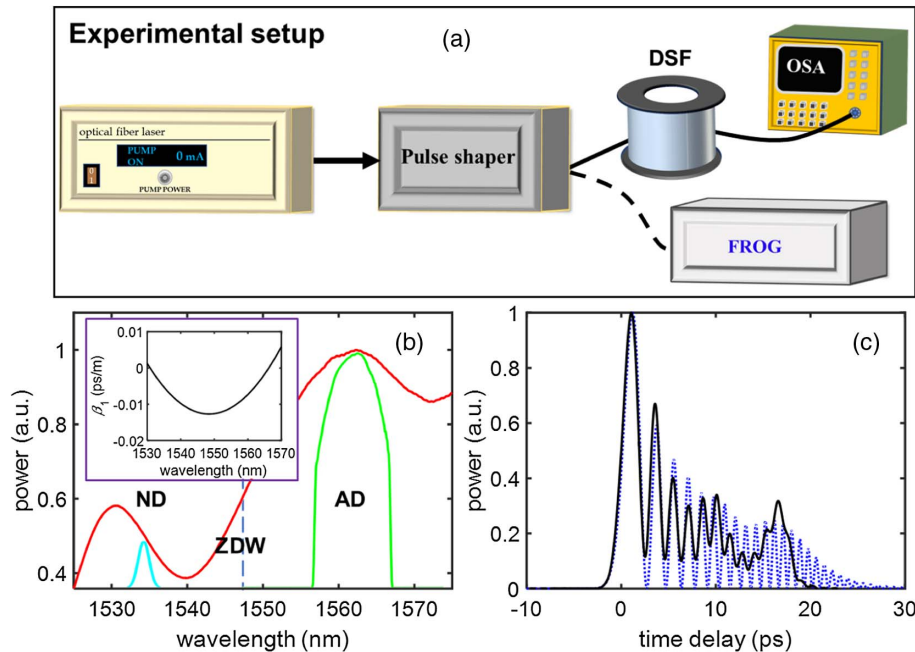 Experimental setup
(a)
DSF
OSA
optical fiber laser
PUMP
ON
0 mA
0
1
PUMP POWER
Pulse shaper
FROG
(b)
0.01
0
-0.01
-0.02
β1 (ps/m)
1530 1540 1550 1560 1570
wavelength (nm)
1
0.8
0.6
0.4
power (a.u.)
ND
ZDW
AD
1530 1540 1550 1560 1570
wavelength (nm)
(c)
1
0.8
0.6
0.4
0.2
0
power (a.u.)
-10 0 10 20 30
time delay (ps)